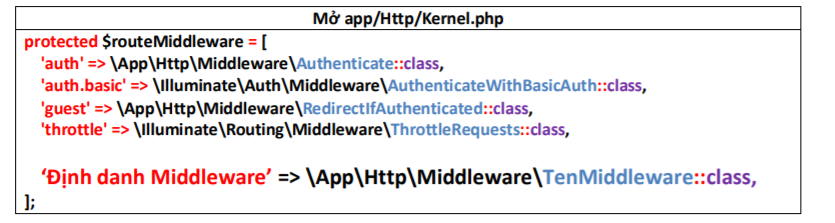 Mở app/Http/Kernel.php
protected $routeMiddleware = [
'auth' => \App\Http\Middleware\Authenticate::class,
'auth.basic' => \Illuminate\Auth\Middleware\AuthenticateWithBasicAuth::class,
'guest' => \App\Http\Middleware\RedirectIfAuthenticated::class,
'throttle' => \Illuminate\Routing\Middleware\ThrottleRequests::class,
‘Định danh Middleware’ => \App\Http\Middleware\TenMiddleware::class,
];